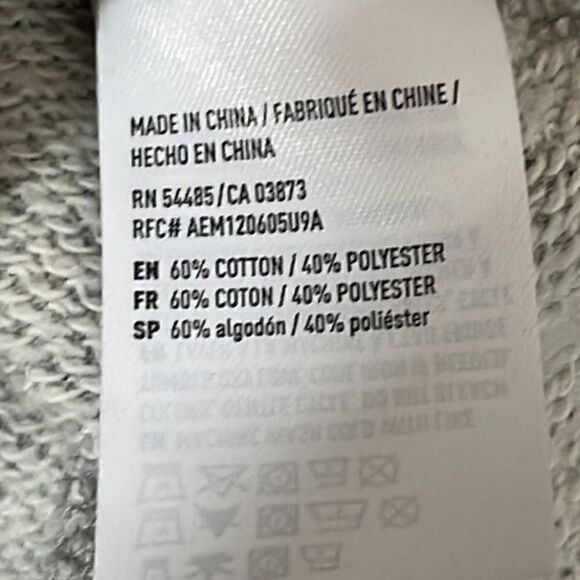 MADE IN CHINA / FABRIQUÉ EN CHINE /
HECHO EN CHINA
RN 54485/CA 03873
RFC# AEM120605U9A
EN 60% COTTON / 40% POLYESTER
FR 60% COTON / 40% POLYESTER
SP 60% algodón / 40% poliéster